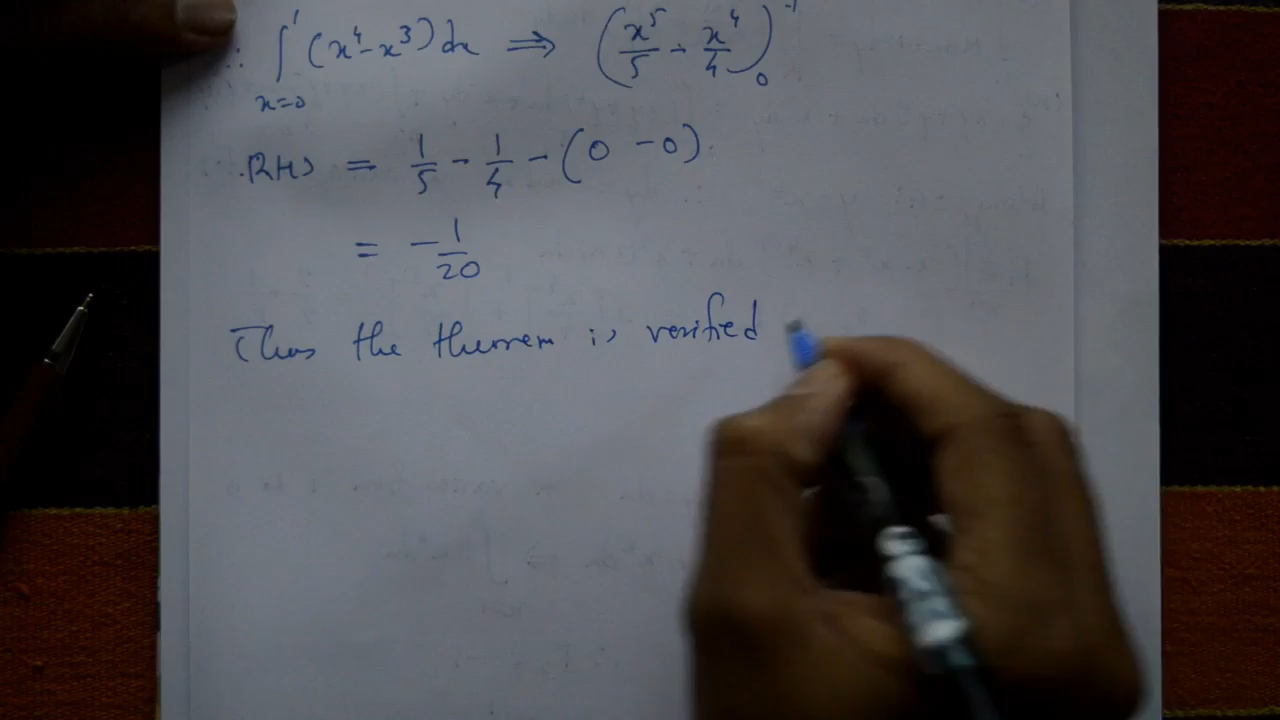 ∴ ∫_{x=0}^{1} (x⁴-x³)dx ⇒ (x⁵/5 - x⁴/4)₀¹
RHS = 1/5 - 1/4 - (0 - 0)
= -1/20
Thus the theorem is verified